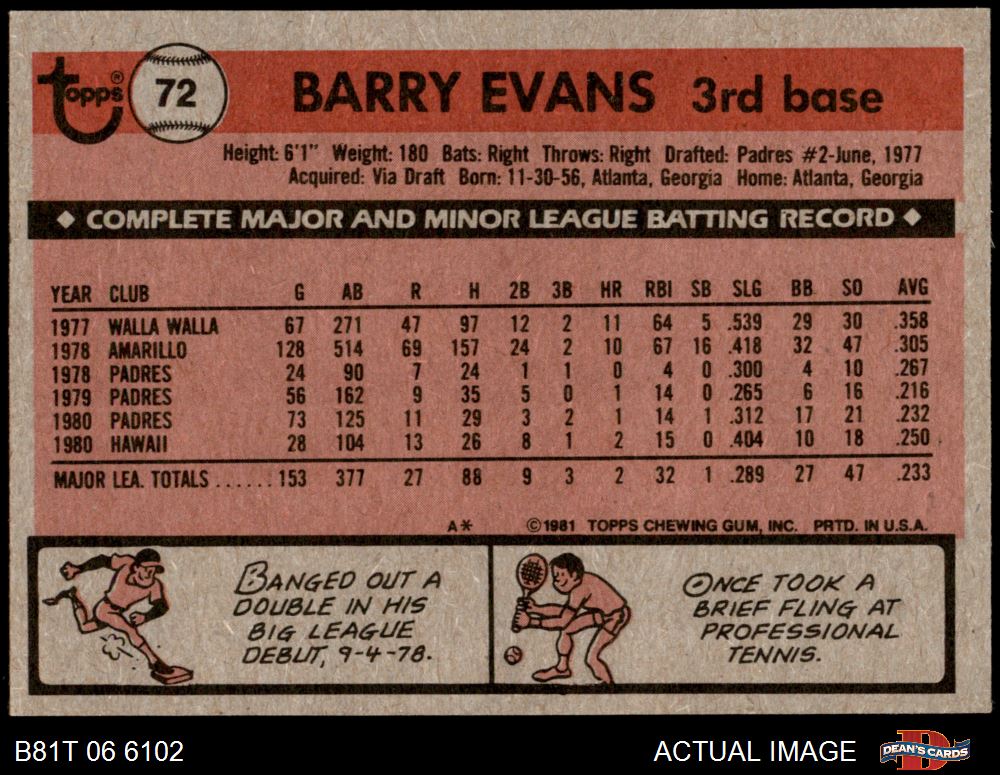 Topps®
72
BARRY EVANS 3rd base
Height: 6'1" Weight: 180 Bats: Right Throws: Right Drafted: Padres #2-June, 1977
Acquired: Via Draft Born: 11-30-56, Atlanta, Georgia Home: Atlanta, Georgia
◆ COMPLETE MAJOR AND MINOR LEAGUE BATTING RECORD ◆
YEAR CLUB G AB R H 2B 3B HR RBI SB SLG BB SO AVG
1977 WALLA WALLA 67 271 47 97 12 2 11 64 5 .539 29 30 .358
1978 AMARILLO 128 514 69 157 24 2 10 67 16 .418 32 47 .305
1978 PADRES 24 90 7 24 1 1 0 4 0 .300 4 10 .267
1979 PADRES 56 162 9 35 5 0 1 14 0 .265 6 16 .216
1980 PADRES 73 125 11 29 3 2 1 14 1 .312 17 21 .232
1980 HAWAII 28 104 13 26 8 1 2 15 0 .404 10 18 .250
MAJOR LEA. TOTALS ...... 153 377 27 88 9 3 2 32 1 .289 27 47 .233
A* ©1981 TOPPS CHEWING GUM, INC. PRTD. IN U.S.A.
BANGED OUT A
DOUBLE IN HIS
BIG LEAGUE
DEBUT, 9-4-78.
ONCE TOOK A
BRIEF FLING AT
PROFESSIONAL
TENNIS.
B81T 06 6102 ACTUAL IMAGE DEAN'S CARDS